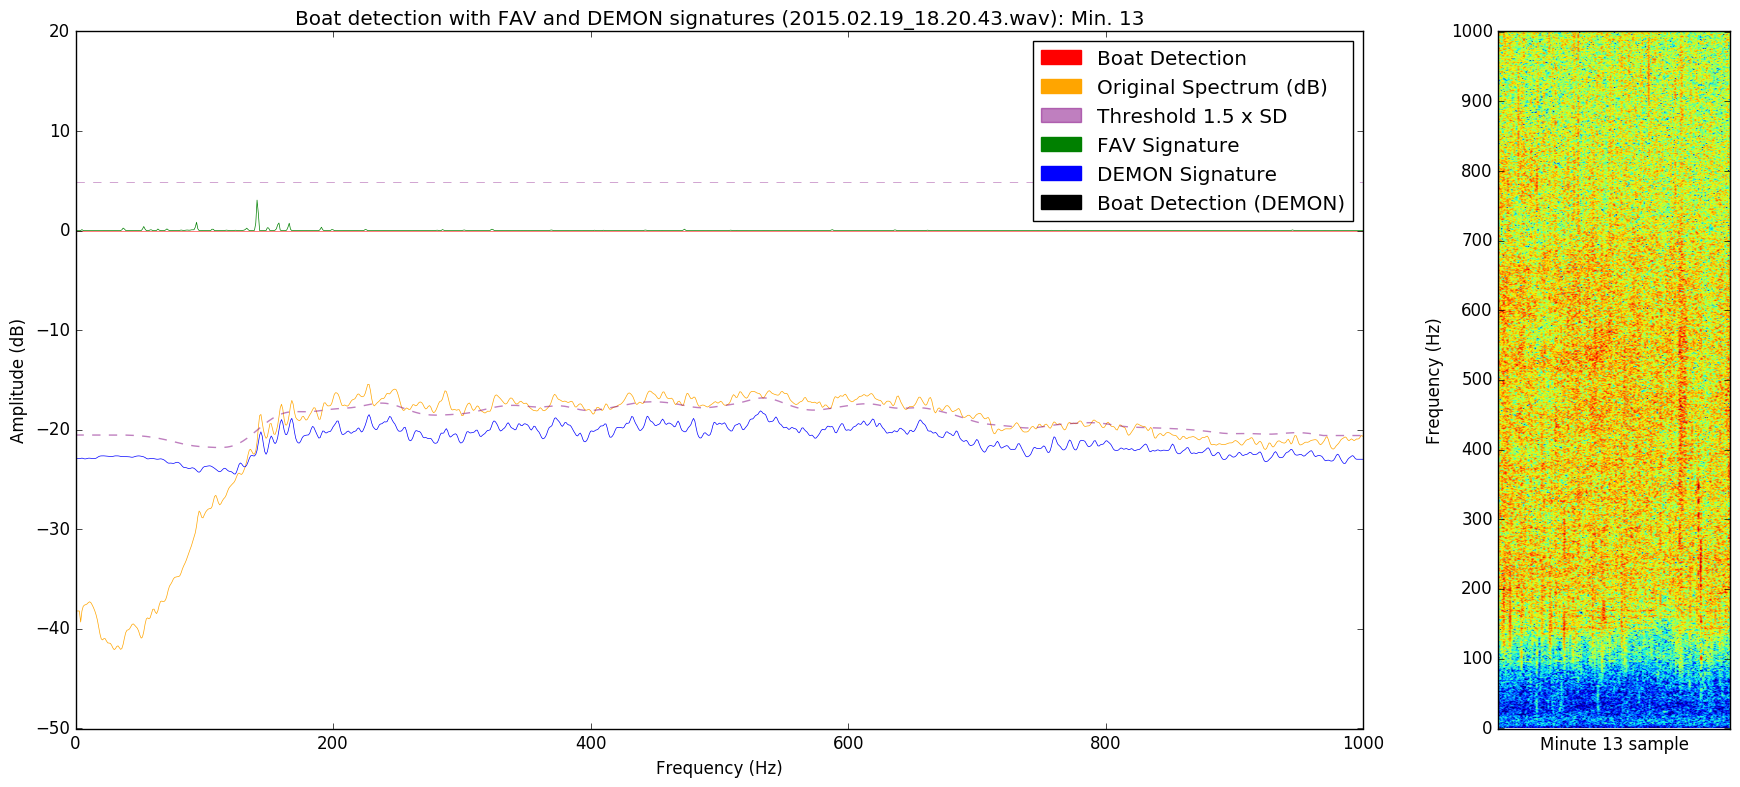 Boat detection with FAV and DEMON signatures (2015.02.19_18.20.43.wav): Min. 13
Boat Detection
Original Spectrum (dB)
Threshold 1.5 x SD
FAV Signature
DEMON Signature
Boat Detection (DEMON)
Amplitude (dB)
20
10
0
−10
−20
−30
−40
−50
0 200 400 600 800 1000
Frequency (Hz)
Frequency (Hz)
1000
900
800
700
600
500
400
300
200
100
0
Minute 13 sample